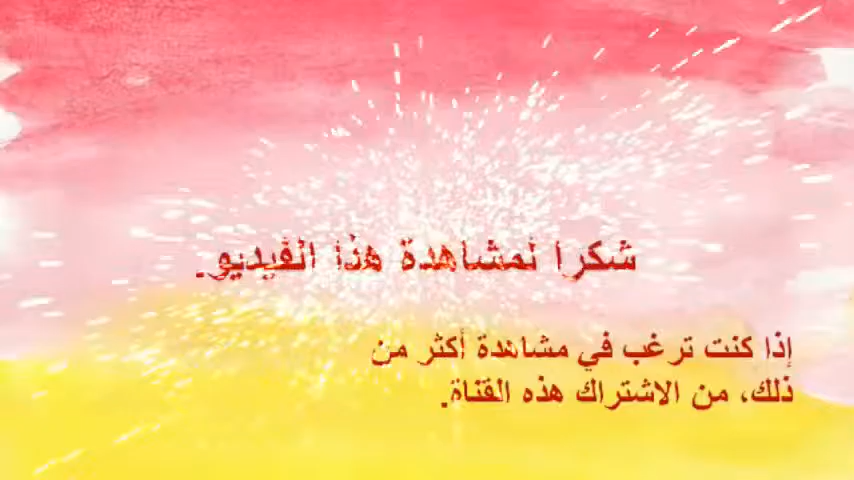 شكرا لمشاهدة هذا الفيديو.
إذا كنت ترغب في مشاهدة أكثر من
ذلك، من الاشتراك هذه القناة.